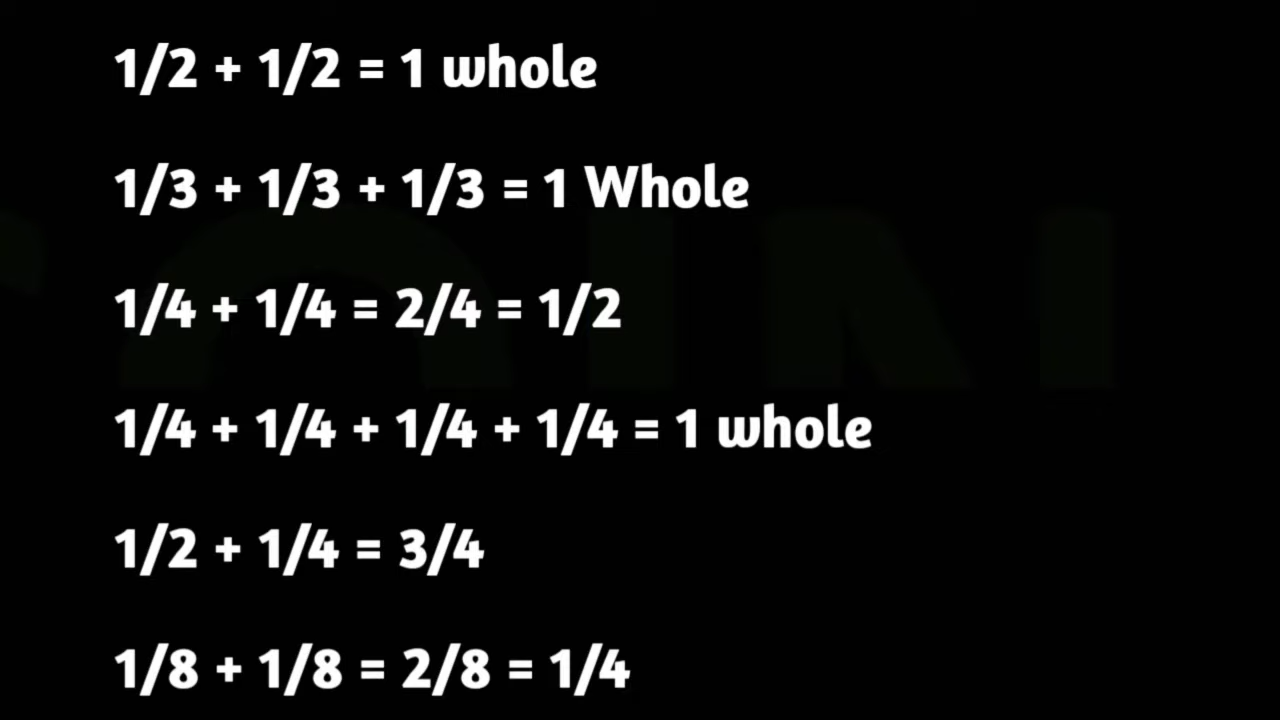 1/2 + 1/2 = 1 whole
1/3 + 1/3 + 1/3 = 1 Whole
1/4 + 1/4 = 2/4 = 1/2
1/4 + 1/4 + 1/4 + 1/4 = 1 whole
1/2 + 1/4 = 3/4
1/8 + 1/8 = 2/8 = 1/4